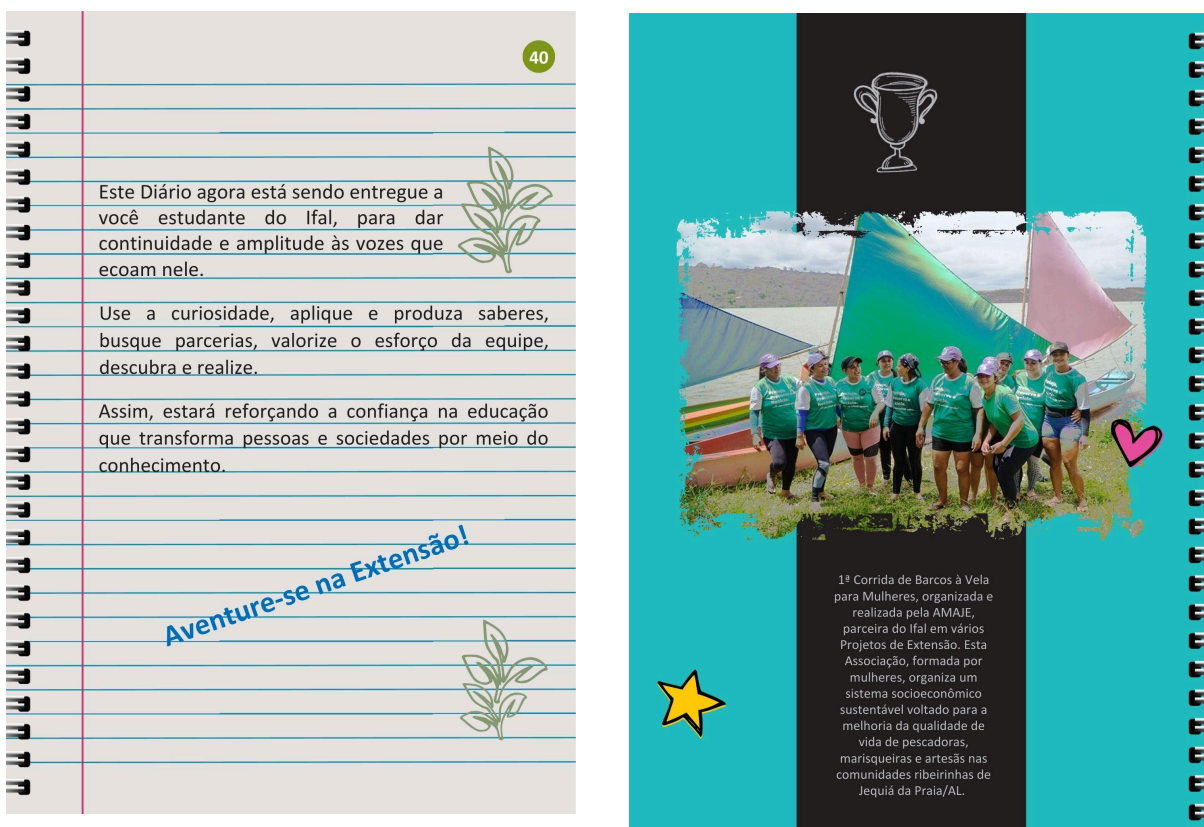 40
Este Diário agora está sendo entregue a
você estudante do Ifal, para dar
continuidade e amplitude às vozes que
ecoam nele.
Use a curiosidade, aplique e produza saberes,
busque parcerias, valorize o esforço da equipe,
descubra e realize.
Assim, estará reforçando a confiança na educação
que transforma pessoas e sociedades por meio do
conhecimento.
Aventure-se na Extensão!
1ª Corrida de Barcos à Vela
para Mulheres, organizada e
realizada pela AMAJE,
parceira do Ifal em vários
Projetos de Extensão. Esta
Associação, formada por
mulheres, organiza um
sistema socioeconômico
sustentável voltado para a
melhoria da qualidade de
vida de pescadoras,
marisqueiras e artesãs nas
comunidades ribeirinhas de
Jequiá da Praia/AL.